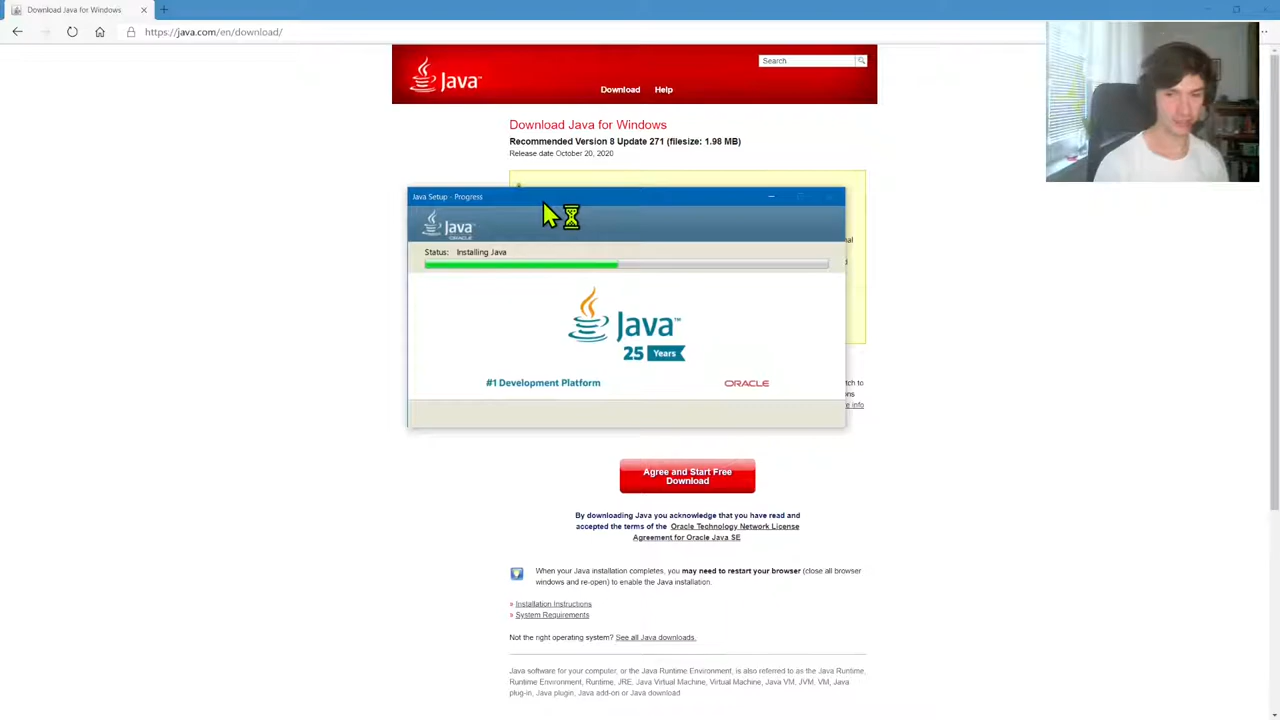 Download Java for Windows
https://java.com/en/download/
Java™
Search
Download Help
Download Java for Windows
Recommended Version 8 Update 271 (filesize: 1.98 MB)
Release date October 20, 2020
Java Setup - Progress
Java
ORACLE
Status: Installing Java
Java™
25 Years
#1 Development Platform
ORACLE
Agree and Start Free
Download
By downloading Java you acknowledge that you have read and
accepted the terms of the Oracle Technology Network License
Agreement for Oracle Java SE
When your Java installation completes, you may need to restart your browser (close all browser
windows and re-open) to enable the Java installation.
» Installation Instructions
» System Requirements
Not the right operating system? See all Java downloads.
Java software for your computer, or the Java Runtime Environment, is also referred to as the Java Runtime,
Runtime Environment, Runtime, JRE, Java Virtual Machine, Virtual Machine, Java VM, JVM, VM, Java
plug-in, Java plugin, Java add-on or Java download